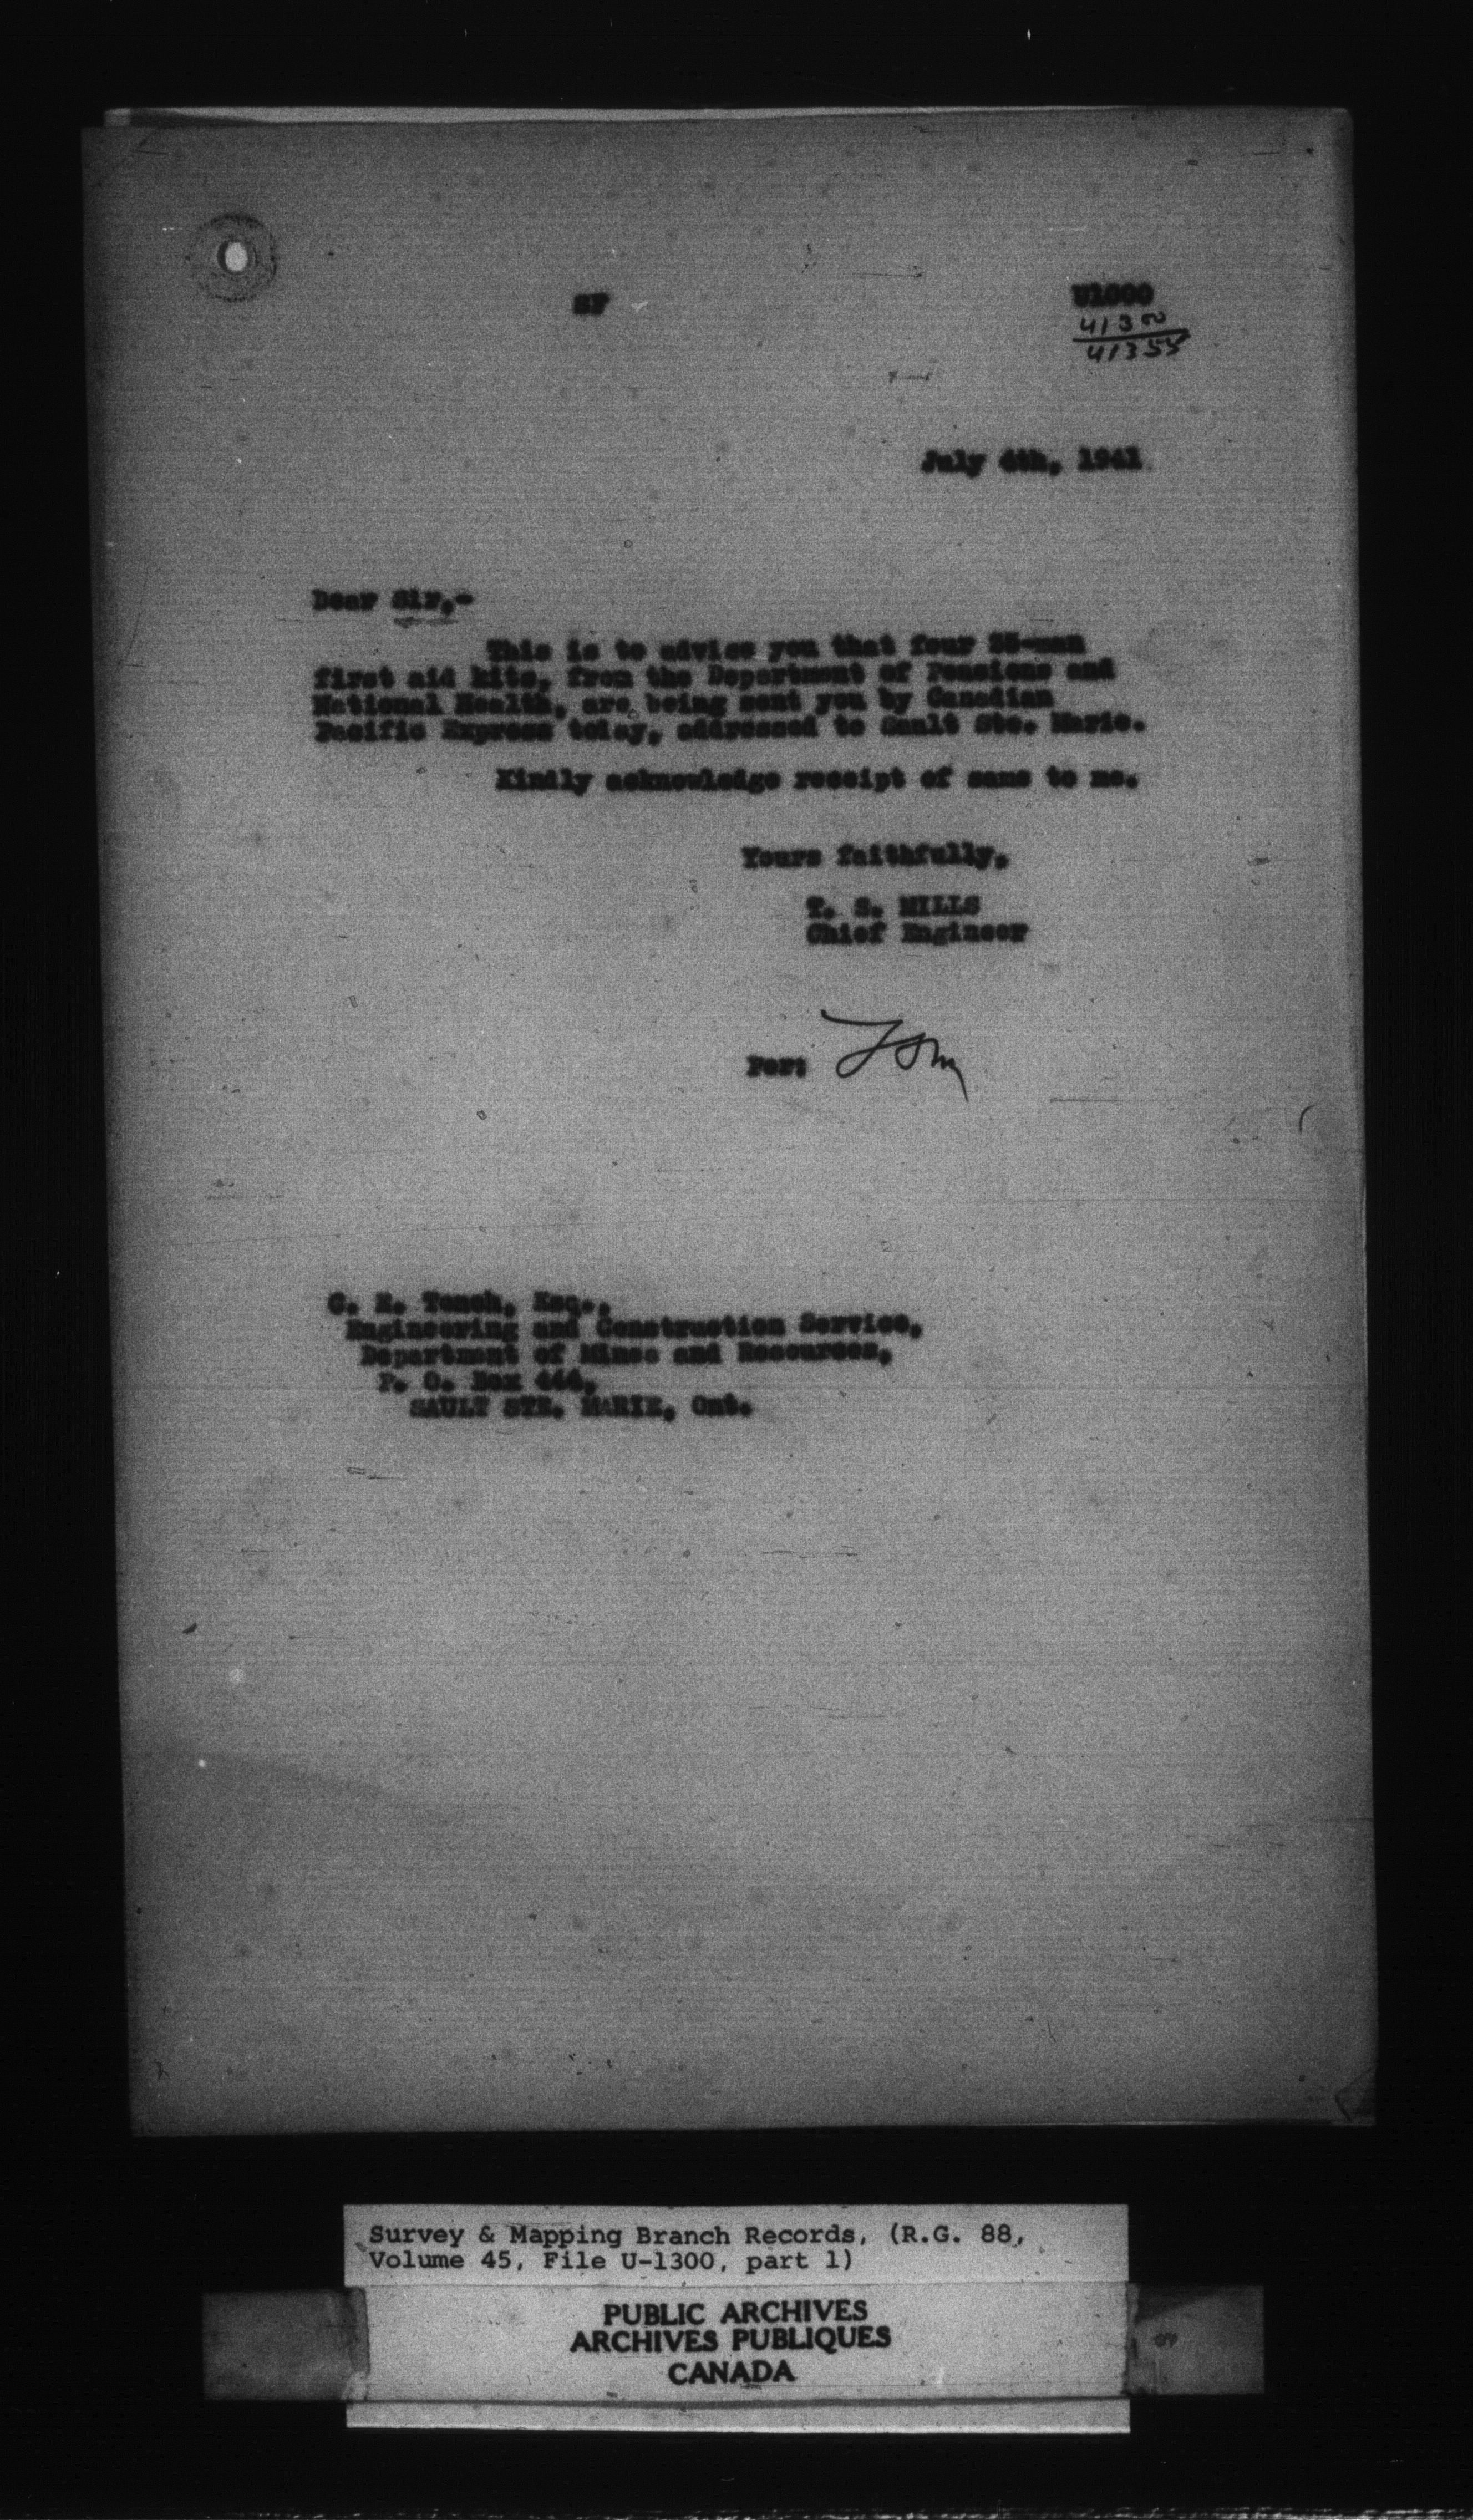 SF
U1000
41300
41355
July 4th, 1941
Dear Sir,-
This is to advise you that four 25-man
first aid kits, from the Department of Pensions and
National Health, are being sent you by Canadian
Pacific Express today, addressed to Sault Ste. Marie.
Kindly acknowledge receipt of same to me.
Yours faithfully,
T. S. MILLS
Chief Engineer
Per: TSM
Tench, Esq.,
Engineering and Construction Service,
Department of Mines and Resources,
P. O. Box 444,
SAULT STE. MARIE, Ont.
Survey & Mapping Branch Records, (R.G. 88,
Volume 45, File U-1300, part 1)
PUBLIC ARCHIVES
ARCHIVES PUBLIQUES
CANADA